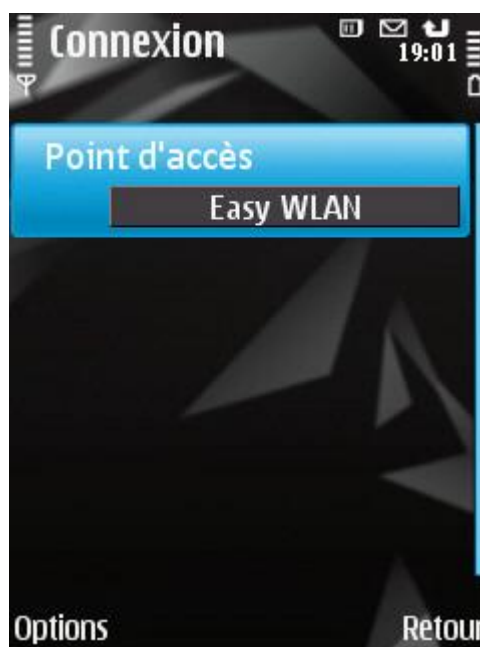 Connexion
19:01
Point d'accès
Easy WLAN
Options
Retour